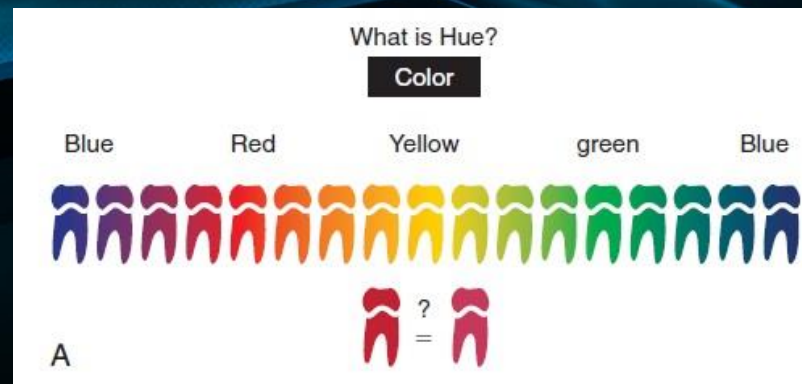 What is Hue?
Color
Blue Red Yellow green Blue
?
=
A